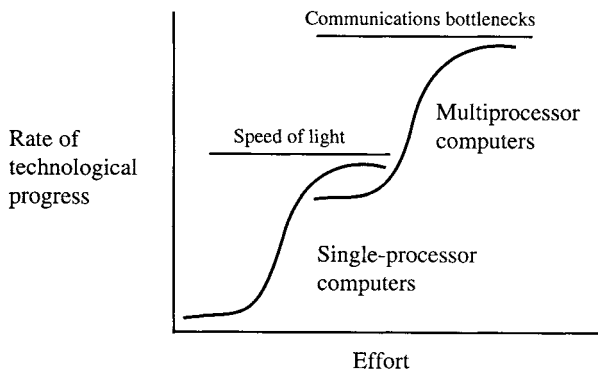 Communications bottlenecks
Multiprocessor
computers
Rate of
technological
progress
Speed of light
Single-processor
computers
Effort